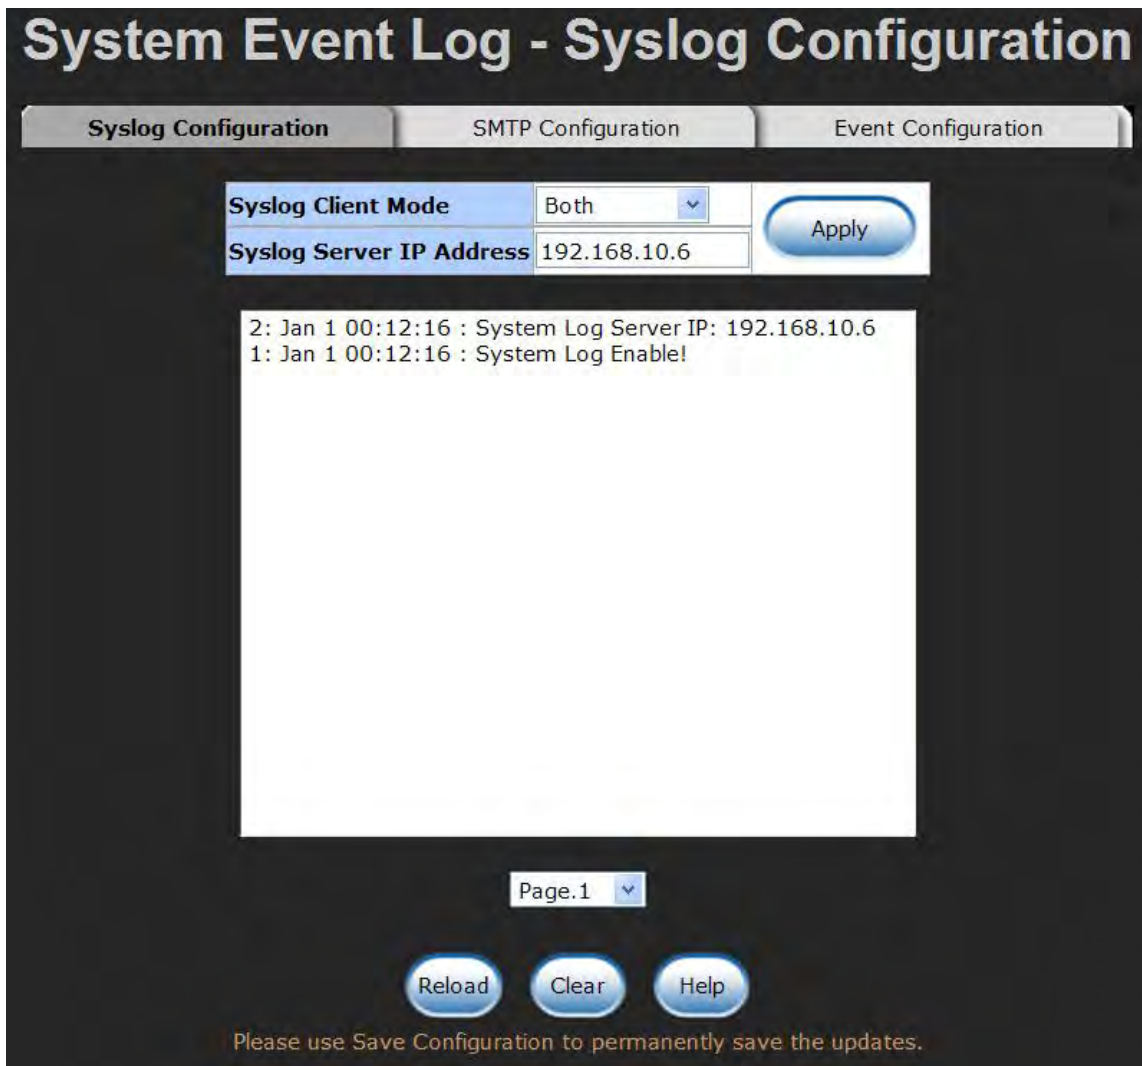 System Event Log - Syslog Configuration
Syslog Configuration
SMTP Configuration
Event Configuration
Syslog Client Mode
Both
Apply
Syslog Server IP Address
192.168.10.6
2: Jan 1 00:12:16 : System Log Server IP: 192.168.10.6
1: Jan 1 00:12:16 : System Log Enable!
Page.1
Reload
Clear
Help
Please use Save Configuration to permanently save the updates.